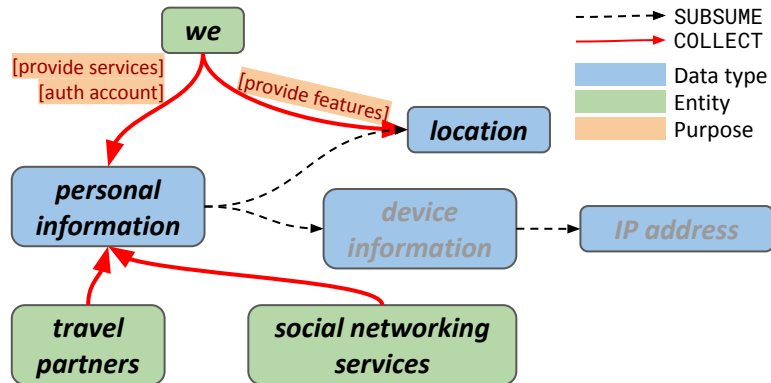 we
SUBSUME
COLLECT
[provide services]
[auth account]
[provide features]
Data type
Entity
Purpose
location
personal
information
device
information
IP address
travel
partners
social networking
services